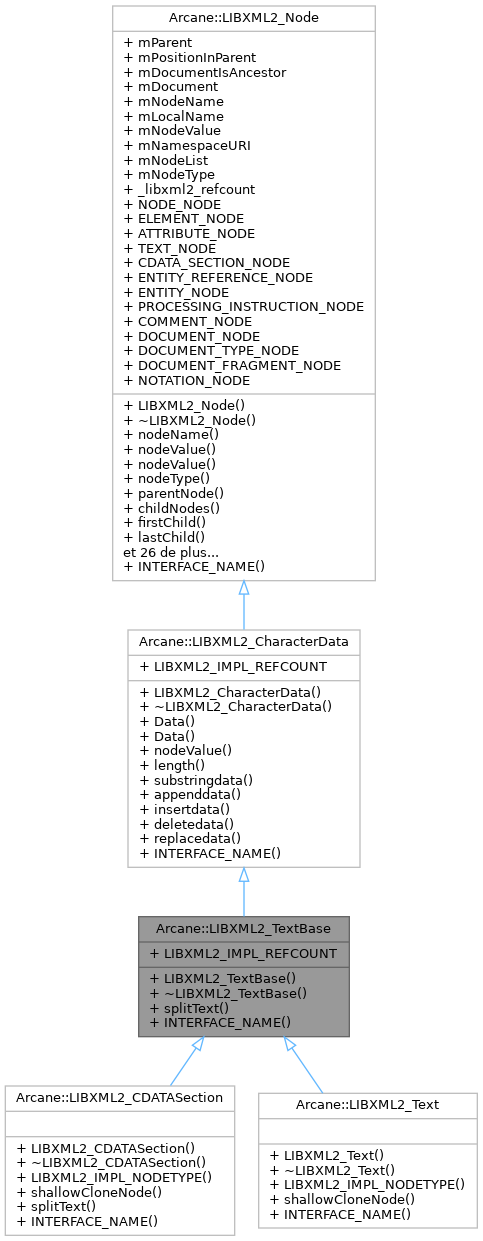 Arcane::LIBXML2_Node
+ mParent
+ mPositionInParent
+ mDocumentIsAncestor
+ mDocument
+ mNodeName
+ mLocalName
+ mNodeValue
+ mNamespaceURI
+ mNodeList
+ mNodeType
+ _libxml2_refcount
+ NODE_NODE
+ ELEMENT_NODE
+ ATTRIBUTE_NODE
+ TEXT_NODE
+ CDATA_SECTION_NODE
+ ENTITY_REFERENCE_NODE
+ ENTITY_NODE
+ PROCESSING_INSTRUCTION_NODE
+ COMMENT_NODE
+ DOCUMENT_NODE
+ DOCUMENT_TYPE_NODE
+ DOCUMENT_FRAGMENT_NODE
+ NOTATION_NODE
+ LIBXML2_Node()
+ ~LIBXML2_Node()
+ nodeName()
+ nodeValue()
+ nodeValue()
+ nodeType()
+ parentNode()
+ childNodes()
+ firstChild()
+ lastChild()
et 26 de plus...
+ INTERFACE_NAME()
Arcane::LIBXML2_CharacterData
+ LIBXML2_IMPL_REFCOUNT
+ LIBXML2_CharacterData()
+ ~LIBXML2_CharacterData()
+ Data()
+ Data()
+ nodeValue()
+ length()
+ substringdata()
+ appenddata()
+ insertdata()
+ deletedata()
+ replacedata()
+ INTERFACE_NAME()
Arcane::LIBXML2_TextBase
+ LIBXML2_IMPL_REFCOUNT
+ LIBXML2_TextBase()
+ ~LIBXML2_TextBase()
+ splitText()
+ INTERFACE_NAME()
Arcane::LIBXML2_CDATASection
+ LIBXML2_CDATASection()
+ ~LIBXML2_CDATASection()
+ LIBXML2_IMPL_NODETYPE()
+ shallowCloneNode()
+ splitText()
+ INTERFACE_NAME()
Arcane::LIBXML2_Text
+ LIBXML2_Text()
+ ~LIBXML2_Text()
+ LIBXML2_IMPL_NODETYPE()
+ shallowCloneNode()
+ INTERFACE_NAME()